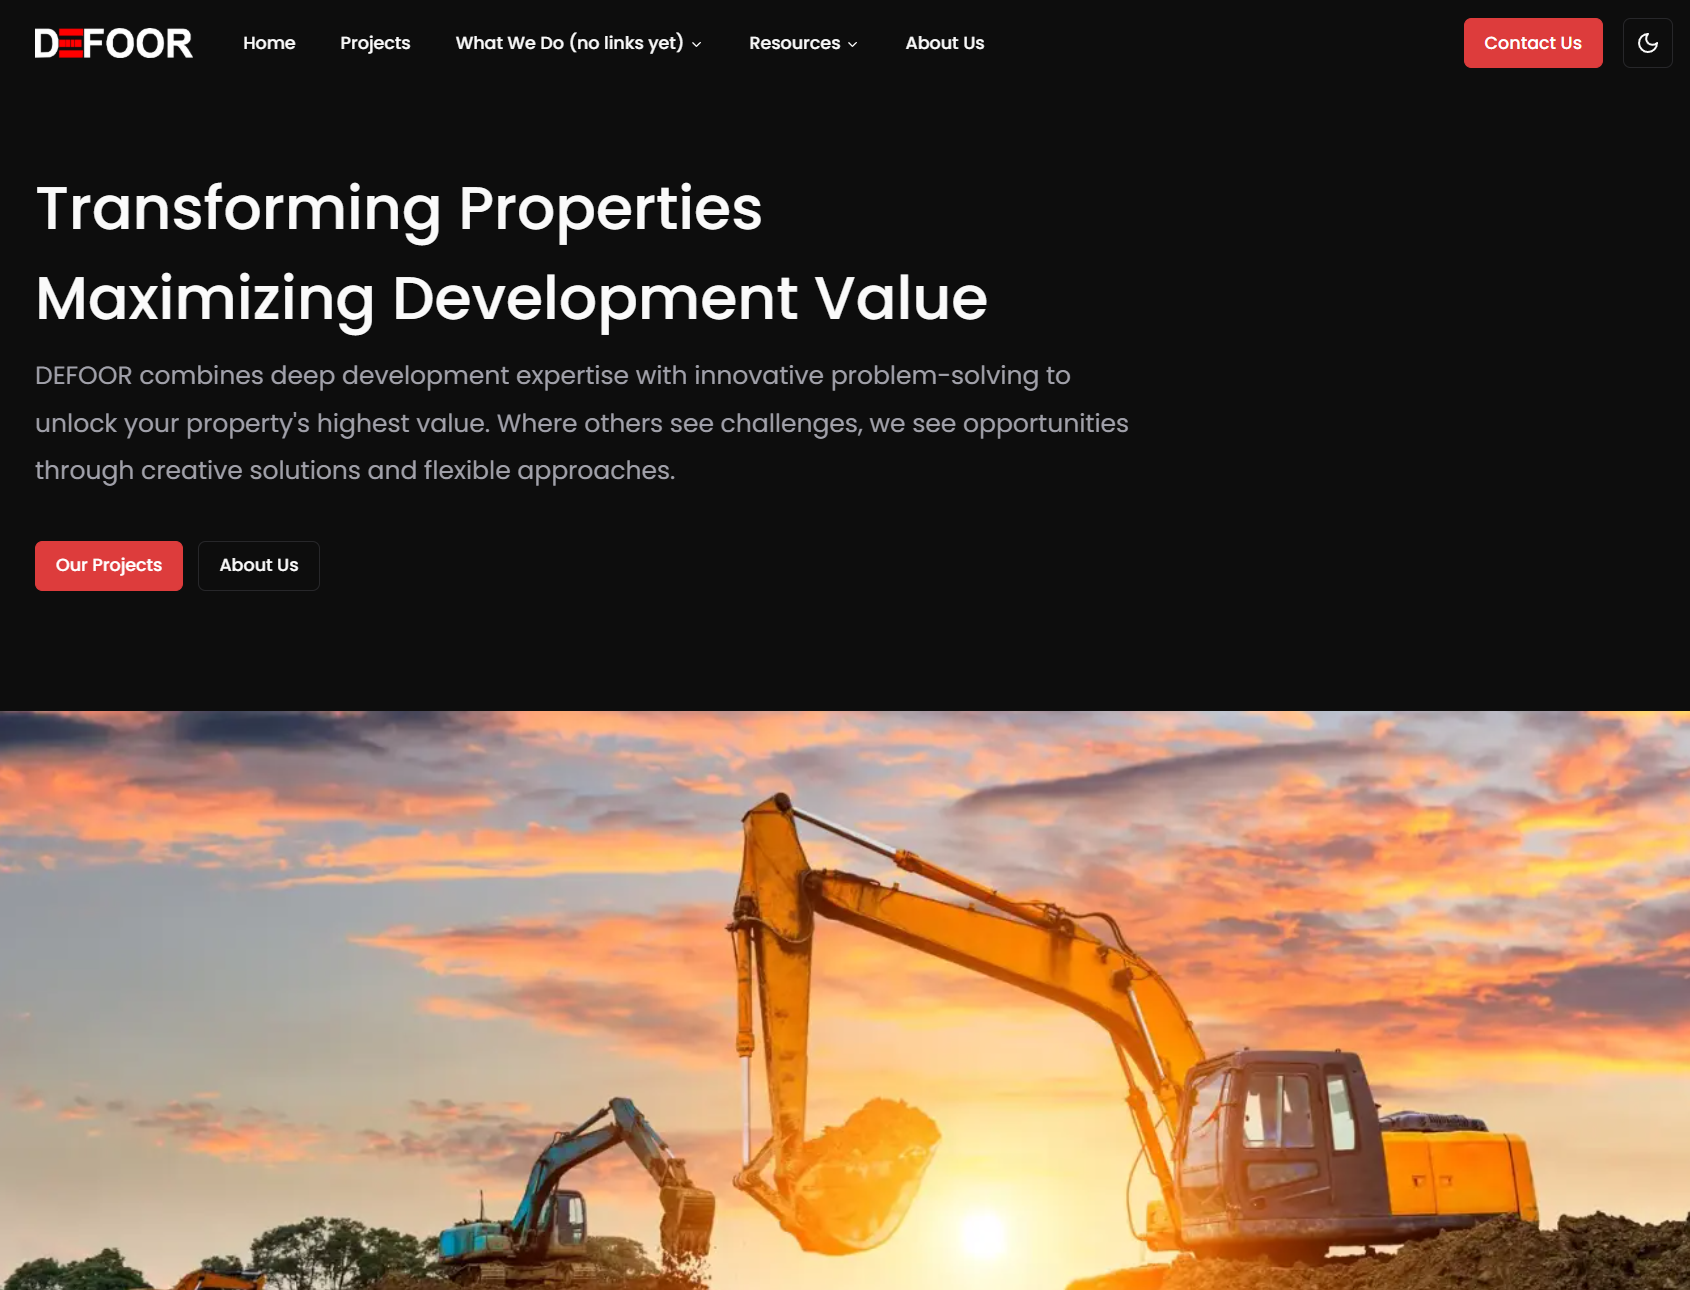 DEFOOR
Home
Projects
What We Do (no links yet)
Resources
About Us
Contact Us
Transforming Properties
Maximizing Development Value
DEFOOR combines deep development expertise with innovative problem-solving to
unlock your property's highest value. Where others see challenges, we see opportunities
through creative solutions and flexible approaches.
Our Projects
About Us